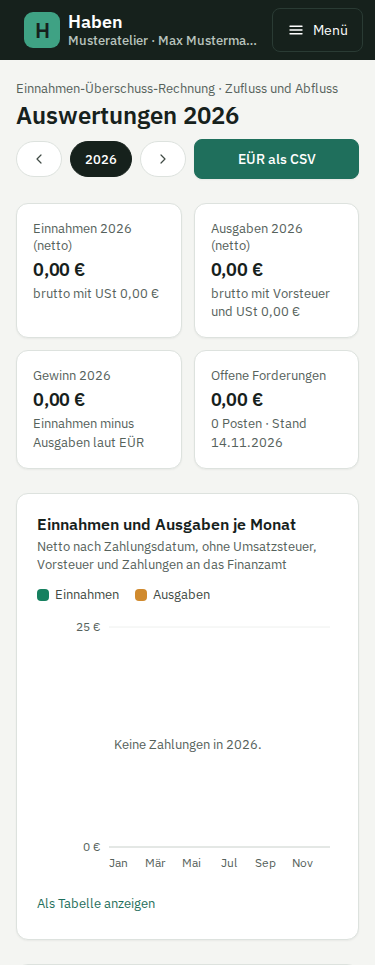 H
Haben
Musteratelier · Max Musterma…
Menü
Einnahmen-Überschuss-Rechnung · Zufluss und Abfluss
Auswertungen 2026
2026
EÜR als CSV
Einnahmen 2026
(netto)
0,00 €
brutto mit USt 0,00 €
Ausgaben 2026
(netto)
0,00 €
brutto mit Vorsteuer
und USt 0,00 €
Gewinn 2026
0,00 €
Einnahmen minus
Ausgaben laut EÜR
Offene Forderungen
0,00 €
0 Posten · Stand
14.11.2026
Einnahmen und Ausgaben je Monat
Netto nach Zahlungsdatum, ohne Umsatzsteuer,
Vorsteuer und Zahlungen an das Finanzamt
Einnahmen
Ausgaben
25 €
Keine Zahlungen in 2026.
0 €
Jan Mär Mai Jul Sep Nov
Als Tabelle anzeigen